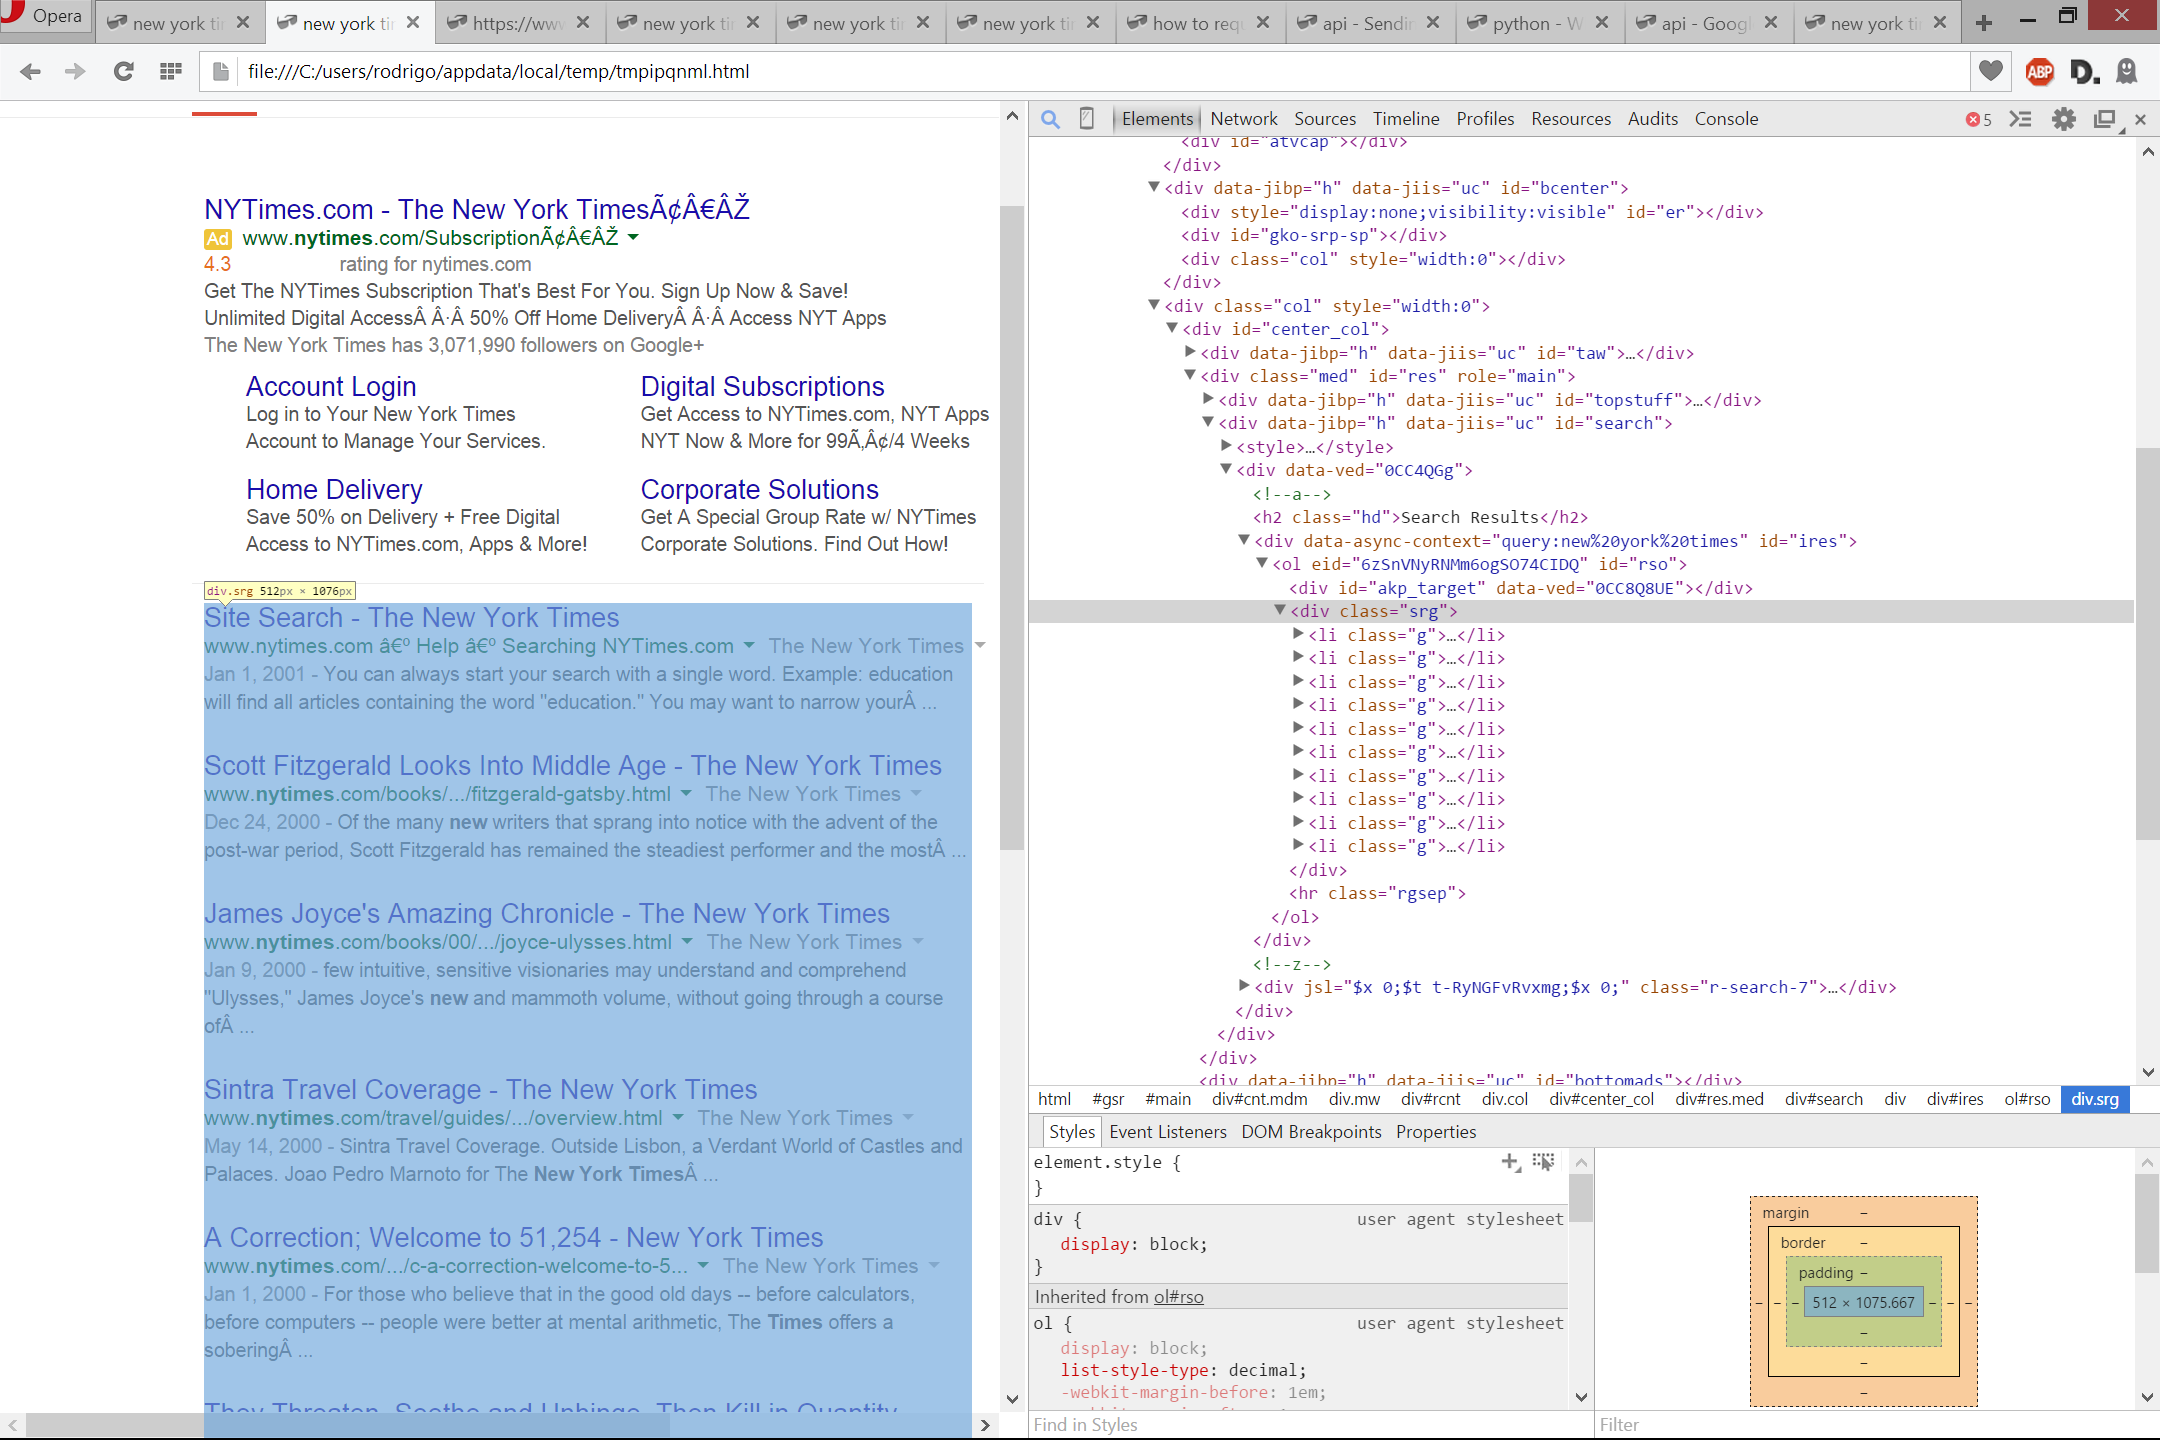 Opera
new york ti
new york ti
https://www
new york ti
new york ti
new york ti
how to requ
api - Sendin
python - W
api - Googl
new york ti
file:///C:/users/rodrigo/appdata/local/temp/tmpipqnml.html
ABP
D.
NYTimes.com - The New York TimesÃ¢Â€ÂŽ
Ad www.nytimes.com/SubscriptionÃ¢Â€ÂŽ
4.3 rating for nytimes.com
Get The NYTimes Subscription That's Best For You. Sign Up Now & Save!
Unlimited Digital AccessÂ Â·Â 50% Off Home DeliveryÂ Â·Â Access NYT Apps
The New York Times has 3,071,990 followers on Google+
Account Login
Log in to Your New York Times
Account to Manage Your Services.
Digital Subscriptions
Get Access to NYTimes.com, NYT Apps
NYT Now & More for 99Ã‚Â¢/4 Weeks
Home Delivery
Save 50% on Delivery + Free Digital
Access to NYTimes.com, Apps & More!
Corporate Solutions
Get A Special Group Rate w/ NYTimes
Corporate Solutions. Find Out How!
div.srg 512px × 1076px
Site Search - The New York Times
www.nytimes.com â€º Help â€º Searching NYTimes.com The New York Times
Jan 1, 2001 - You can always start your search with a single word. Example: education
will find all articles containing the word "education." You may want to narrow yourÂ ...
Scott Fitzgerald Looks Into Middle Age - The New York Times
www.nytimes.com/books/.../fitzgerald-gatsby.html The New York Times
Dec 24, 2000 - Of the many new writers that sprang into notice with the advent of the
post-war period, Scott Fitzgerald has remained the steadiest performer and the mostÂ ...
James Joyce's Amazing Chronicle - The New York Times
www.nytimes.com/books/00/.../joyce-ulysses.html The New York Times
Jan 9, 2000 - few intuitive, sensitive visionaries may understand and comprehend
"Ulysses," James Joyce's new and mammoth volume, without going through a course
ofÂ ...
Sintra Travel Coverage - The New York Times
www.nytimes.com/travel/guides/.../overview.html The New York Times
May 14, 2000 - Sintra Travel Coverage. Outside Lisbon, a Verdant World of Castles and
Palaces. Joao Pedro Marnoto for The New York TimesÂ ...
A Correction; Welcome to 51,254 - New York Times
www.nytimes.com/.../c-a-correction-welcome-to-5... The New York Times
Jan 1, 2000 - For those who believe that in the good old days -- before calculators,
before computers -- people were better at mental arithmetic, The Times offers a
soberingÂ ...
They Threaten, Soothe and Unhinge, Then Kill in Quantity
Elements Network Sources Timeline Profiles Resources Audits Console
5
<div id="atvcap"></div>
</div>
<div data-jibp="h" data-jiis="uc" id="bcenter">
<div style="display:none;visibility:visible" id="er"></div>
<div id="gko-srp-sp"></div>
<div class="col" style="width:0"></div>
</div>
<div class="col" style="width:0">
<div id="center_col">
<div data-jibp="h" data-jiis="uc" id="taw">…</div>
<div class="med" id="res" role="main">
<div data-jibp="h" data-jiis="uc" id="topstuff">…</div>
<div data-jibp="h" data-jiis="uc" id="search">
<style>…</style>
<div data-ved="0CC4QGg">
<!--a-->
<h2 class="hd">Search Results</h2>
<div data-async-context="query:new%20york%20times" id="ires">
<ol eid="6zSnVNyRNMm6ogSO74CIDQ" id="rso">
<div id="akp_target" data-ved="0CC8Q8UE"></div>
<div class="srg">
<li class="g">…</li>
<li class="g">…</li>
<li class="g">…</li>
<li class="g">…</li>
<li class="g">…</li>
<li class="g">…</li>
<li class="g">…</li>
<li class="g">…</li>
<li class="g">…</li>
<li class="g">…</li>
</div>
<hr class="rgsep">
</ol>
</div>
<!--z-->
<div jsl="$x 0;$t t-RyNGFvRvxmg;$x 0;" class="r-search-7">…</div>
</div>
</div>
</div>
<div data-jibp="h" data-jiis="uc" id="bottomads"></div>
html #gsr #main div#cnt.mdm div.mw div#rcnt div.col div#center_col div#res.med div#search div div#ires ol#rso div.srg
Styles Event Listeners DOM Breakpoints Properties
element.style {
}
div { user agent stylesheet
display: block;
}
Inherited from ol#rso
ol { user agent stylesheet
display: block;
list-style-type: decimal;
-webkit-margin-before: 1em;
Find in Styles
margin –
border –
padding –
– – – 512 × 1075.667 – – –
–
–
–
Filter